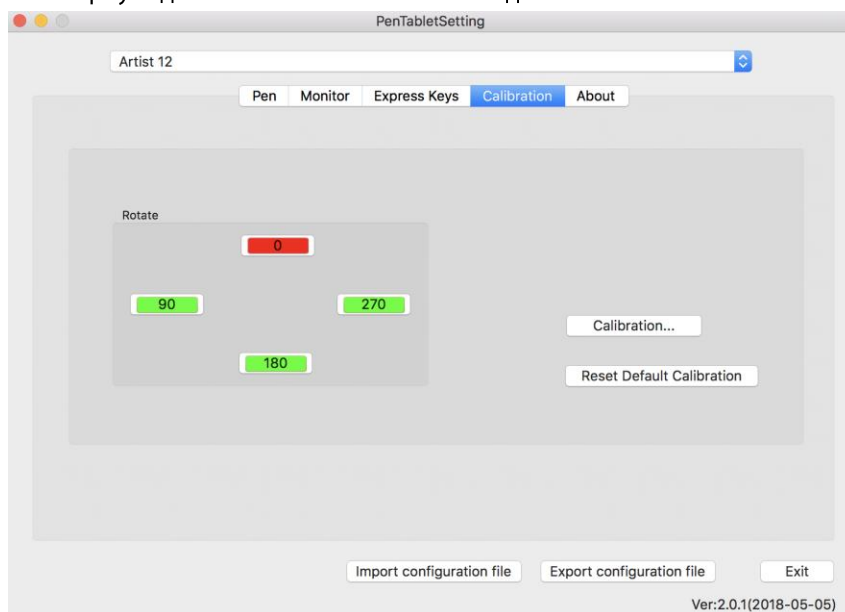 PenTabletSetting
Artist 12
Pen Monitor Express Keys Calibration About
Rotate
0
90 270
Calibration...
180
Reset Default Calibration
Import configuration file Export configuration file Exit
Ver:2.0.1(2018-05-05)